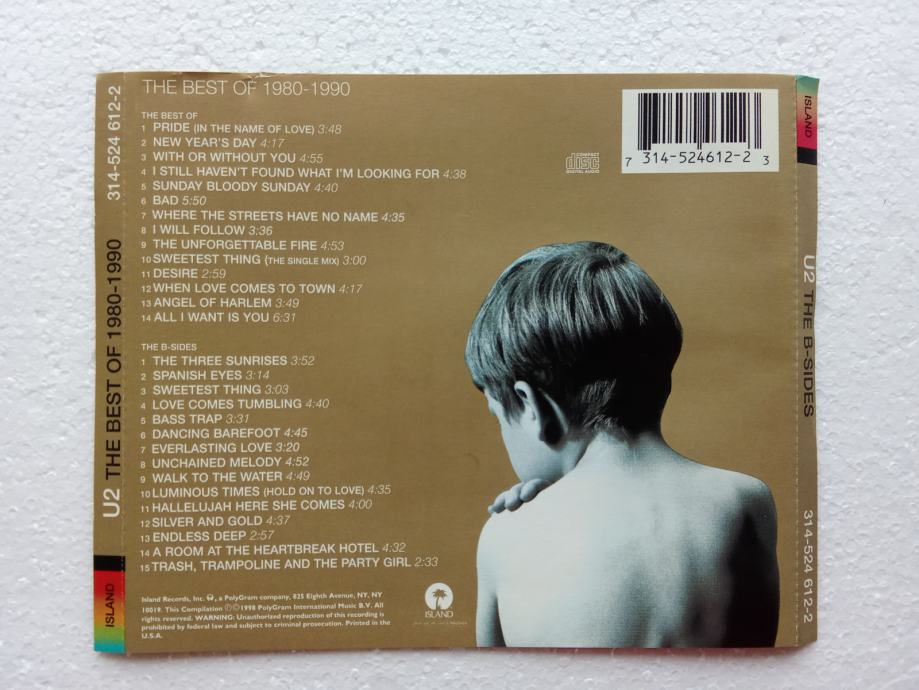 THE BEST OF 1980-1990
THE BEST OF
1 PRIDE (IN THE NAME OF LOVE) 3:48
2 NEW YEAR'S DAY 4:17
3 WITH OR WITHOUT YOU 4:55
4 I STILL HAVEN'T FOUND WHAT I'M LOOKING FOR 4:38
5 SUNDAY BLOODY SUNDAY 4:40
6 BAD 5:50
7 WHERE THE STREETS HAVE NO NAME 4:35
8 I WILL FOLLOW 3:36
9 THE UNFORGETTABLE FIRE 4:53
10 SWEETEST THING (THE SINGLE MIX) 3:00
11 DESIRE 2:59
12 WHEN LOVE COMES TO TOWN 4:17
13 ANGEL OF HARLEM 3:49
14 ALL I WANT IS YOU 6:31
THE B-SIDES
1 THE THREE SUNRISES 3:52
2 SPANISH EYES 3:14
3 SWEETEST THING 3:03
4 LOVE COMES TUMBLING 4:40
5 BASS TRAP 3:31
6 DANCING BAREFOOT 4:45
7 EVERLASTING LOVE 3:20
8 UNCHAINED MELODY 4:52
9 WALK TO THE WATER 4:49
10 LUMINOUS TIMES (HOLD ON TO LOVE) 4:35
11 HALLELUJAH HERE SHE COMES 4:00
12 SILVER AND GOLD 4:37
13 ENDLESS DEEP 2:57
14 A ROOM AT THE HEARTBREAK HOTEL 4:32
15 TRASH, TRAMPOLINE AND THE PARTY GIRL 2:33
Island Records, Inc. , a PolyGram company, 825 Eighth Avenue, NY, NY
10019. This Compilation ℗©1998 PolyGram International Music B.V. All
rights reserved. WARNING: Unauthorized reproduction of this recording is
prohibited by federal law and subject to criminal prosecution. Printed in the
U.S.A.
ISLAND
COMPACT
disc
DIGITAL AUDIO
7 314-524612-2 3
ISLAND U2 THE BEST OF 1980-1990 314-524 612-2
ISLAND U2 THE B-SIDES 314-524 612-2